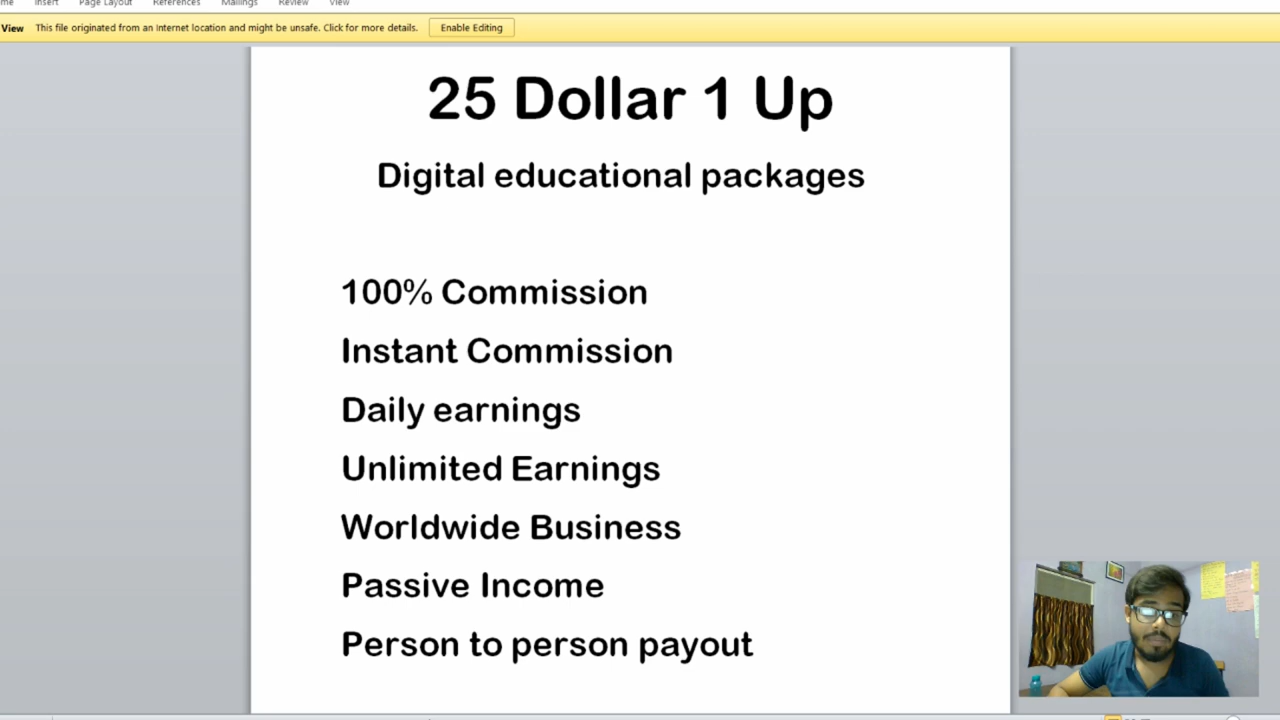 Insert Page Layout References Mailings Review View
View This file originated from an Internet location and might be unsafe. Click for more details. Enable Editing
25 Dollar 1 Up
Digital educational packages
100% Commission
Instant Commission
Daily earnings
Unlimited Earnings
Worldwide Business
Passive Income
Person to person payout